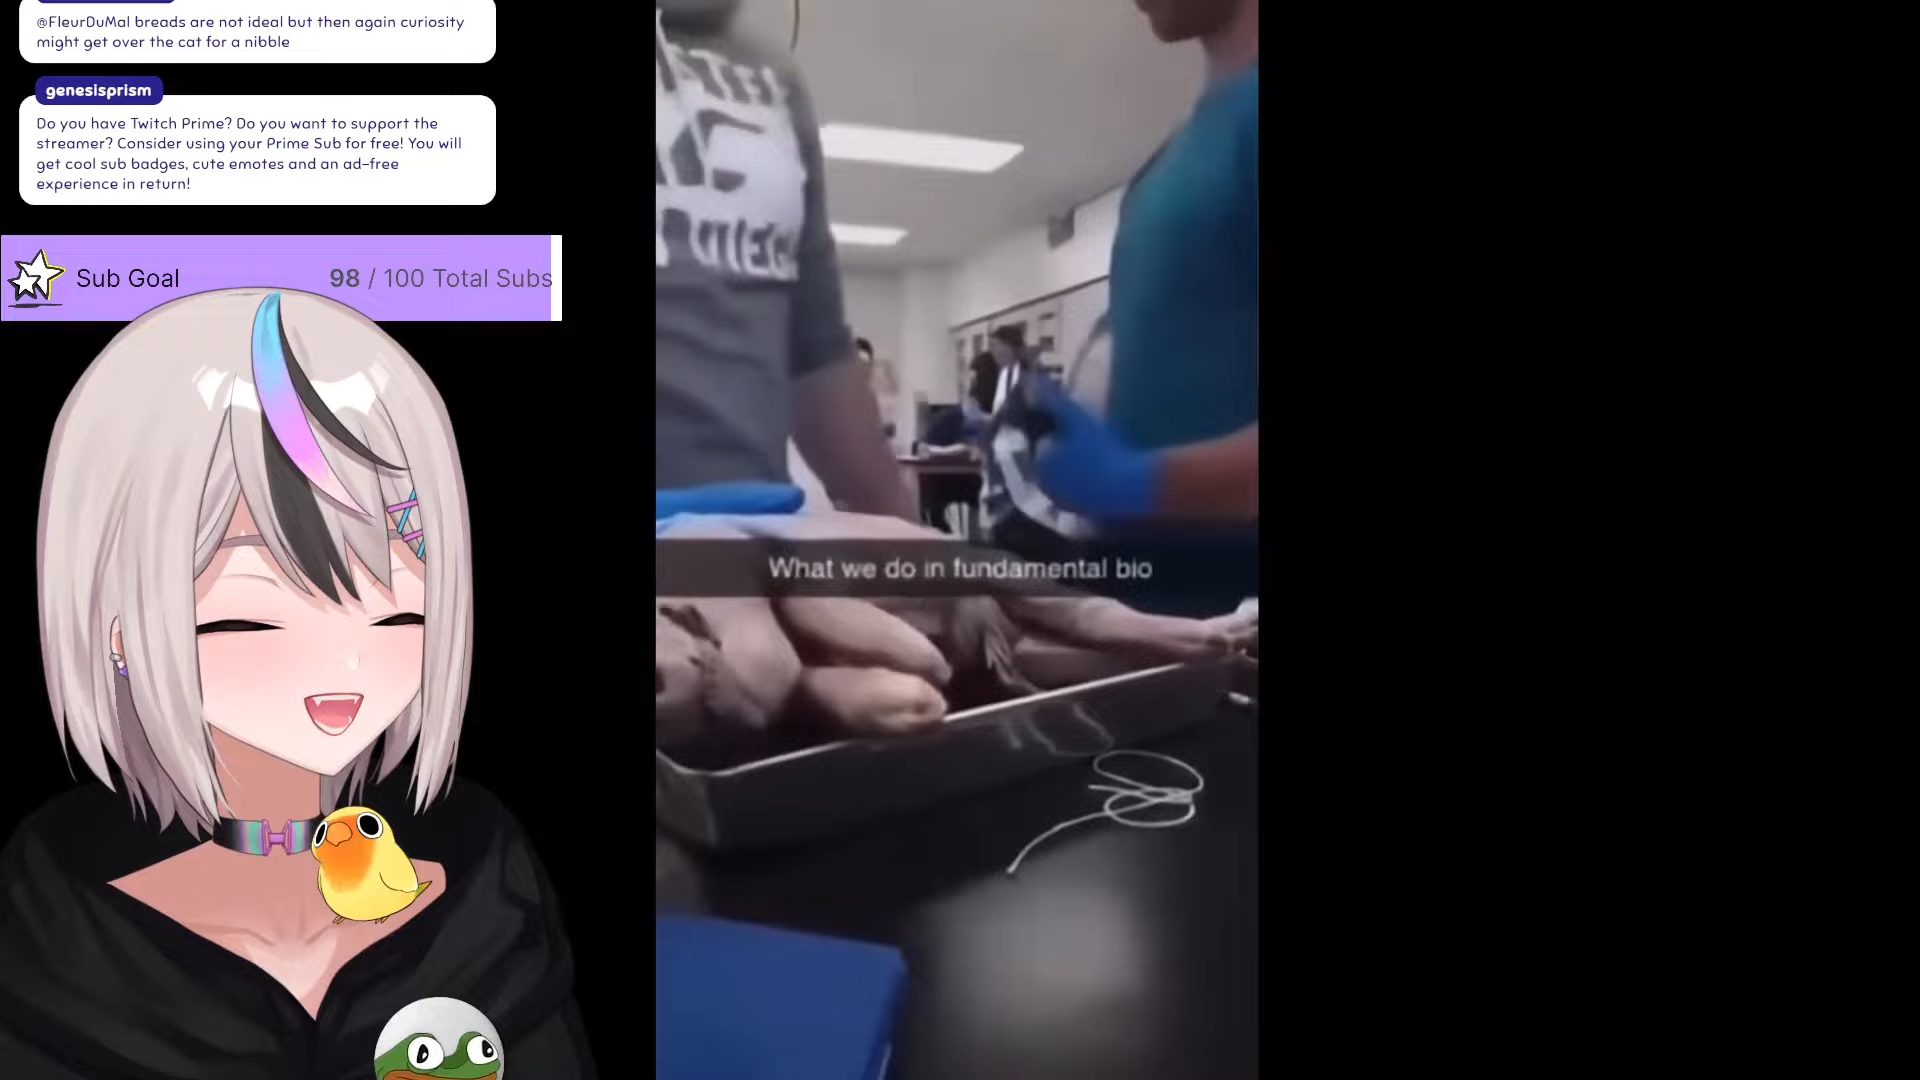 @FleurDuMal breads are not ideal but then again curiosity
might get over the cat for a nibble
genesisprism
Do you have Twitch Prime? Do you want to support the
streamer? Consider using your Prime Sub for free! You will
get cool sub badges, cute emotes and an ad-free
experience in return!
Sub Goal
98 / 100 Total Subs
What we do in fundamental bio